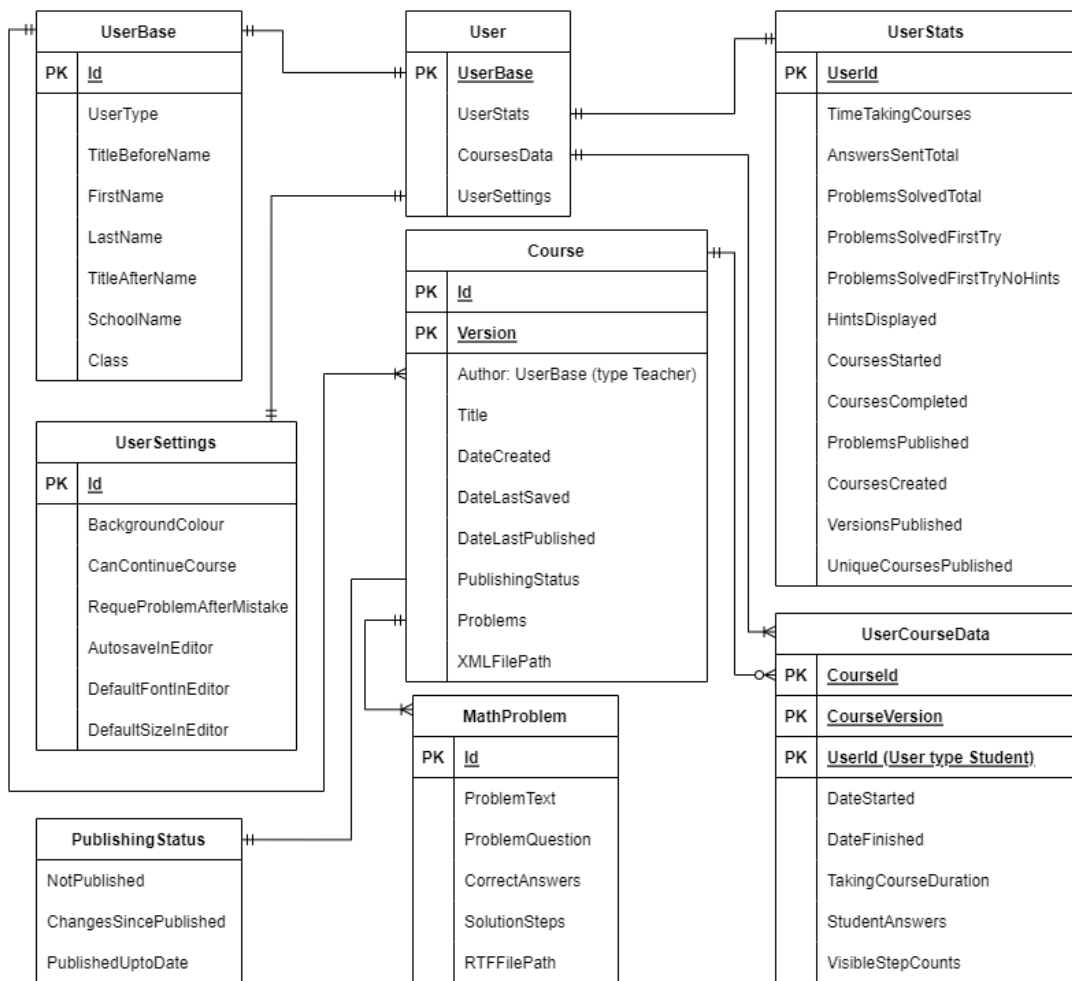 UserBase
PK Id
UserType
TitleBeforeName
FirstName
LastName
TitleAfterName
SchoolName
Class
User
PK UserBase
UserStats
CoursesData
UserSettings
UserStats
PK UserId
TimeTakingCourses
AnswersSentTotal
ProblemsSolvedTotal
ProblemsSolvedFirstTry
ProblemsSolvedFirstTryNoHints
HintsDisplayed
CoursesStarted
CoursesCompleted
ProblemsPublished
CoursesCreated
VersionsPublished
UniqueCoursesPublished
Course
PK Id
PK Version
Author: UserBase (type Teacher)
Title
DateCreated
DateLastSaved
DateLastPublished
PublishingStatus
Problems
XMLFilePath
UserSettings
PK Id
BackgroundColour
CanContinueCourse
RequeProblemAfterMistake
AutosaveInEditor
DefaultFontInEditor
DefaultSizeInEditor
UserCourseData
PK CourseId
PK CourseVersion
PK UserId (User type Student)
DateStarted
DateFinished
TakingCourseDuration
StudentAnswers
VisibleStepCounts
MathProblem
PK Id
ProblemText
ProblemQuestion
CorrectAnswers
SolutionSteps
RTFFilePath
PublishingStatus
NotPublished
ChangesSincePublished
PublishedUptoDate